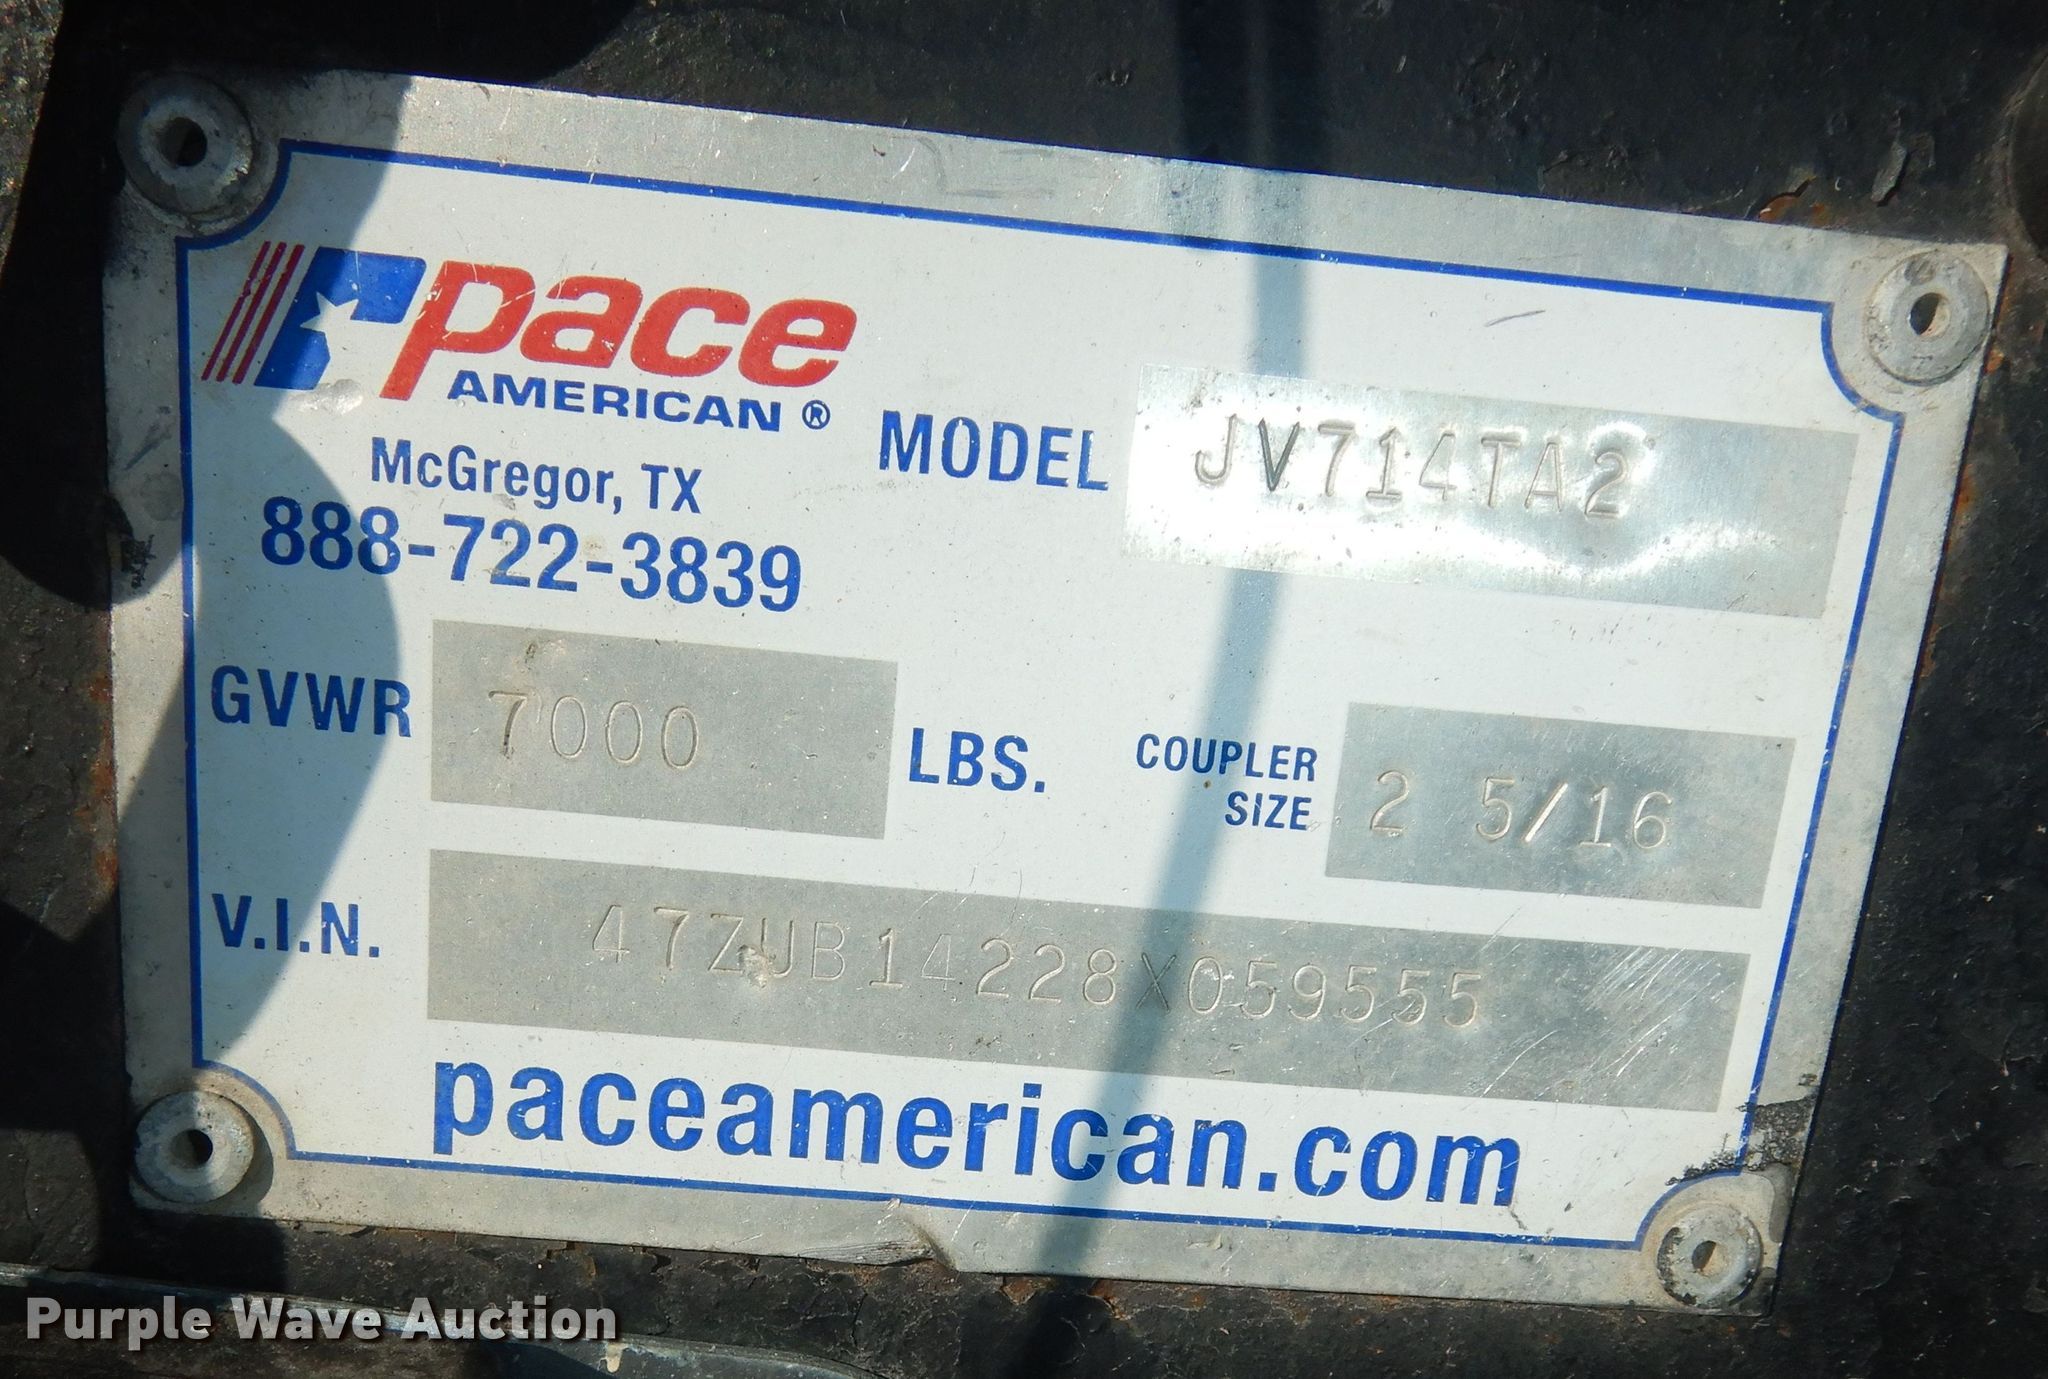 pace
AMERICAN ®
McGregor, TX
888-722-3839
MODEL JV714TA2
GVWR 7000 LBS.
COUPLER SIZE 2 5/16
V.I.N. 47ZUB14228X059555
paceamerican.com
Purple Wave Auction